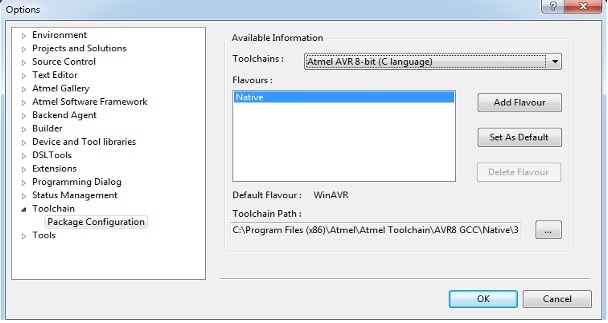 Options
Environment
Projects and Solutions
Source Control
Text Editor
Atmel Gallery
Atmel Software Framework
Backend Agent
Builder
Device and Tool libraries
DSLTools
Extensions
Programming Dialog
Status Management
Toolchain
Package Configuration
Tools
Available Information
Toolchains : Atmel AVR 8-bit (C language)
Flavours :
Native
Add Flavour
Set As Default
Delete Flavour
Default Flavour : WinAVR
Toolchain Path :
C:\Program Files (x86)\Atmel\Atmel Toolchain\AVR8 GCC\Native\3 ...
OK Cancel